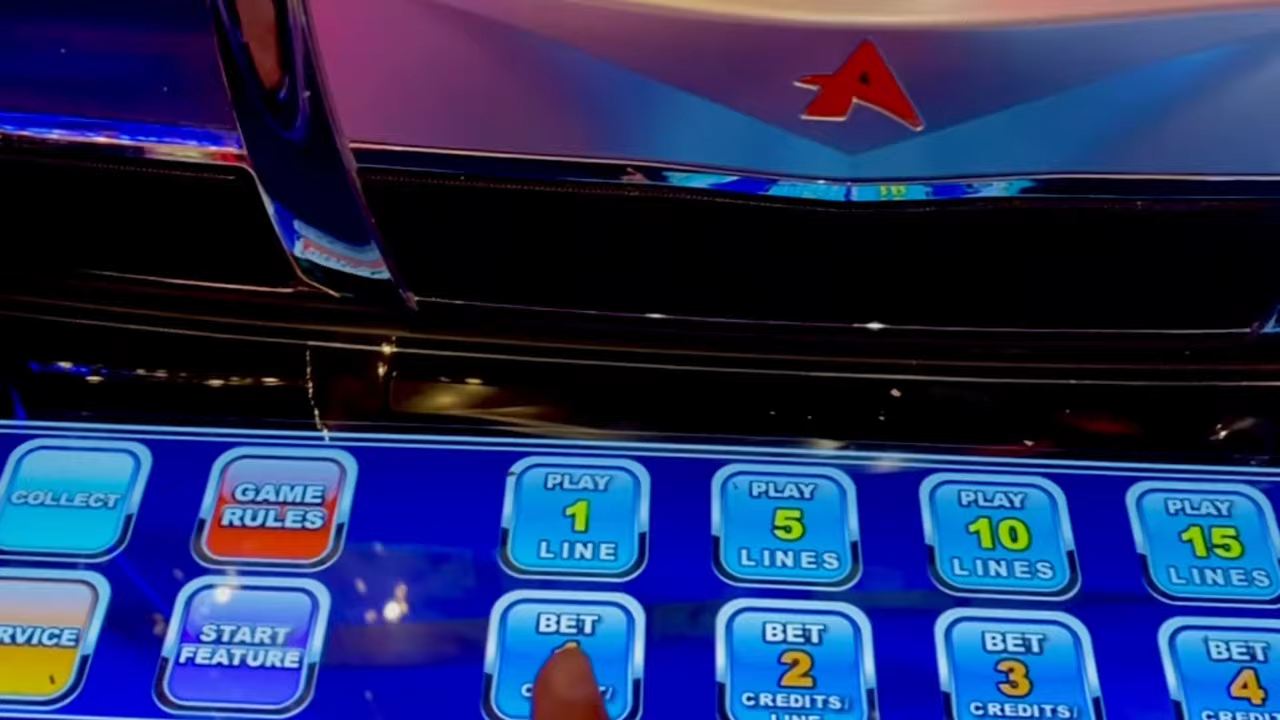 COLLECT
GAME
RULES
PLAY
1
LINE
PLAY
5
LINES
PLAY
10
LINES
PLAY
15
LINES
RVICE
START
FEATURE
BET
BET
2
CREDITS/
LINE
BET
3
CREDITS/
BET
4